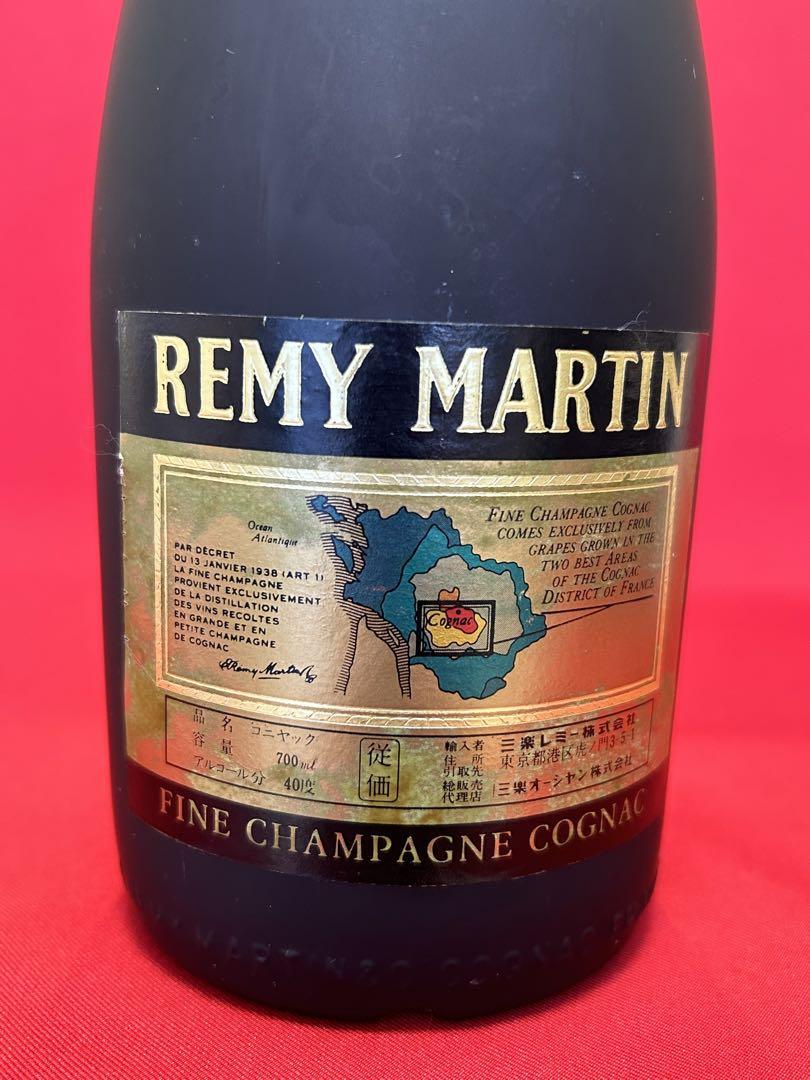 REMY MARTIN
Ocean
Atlantique
PAR DÉCRET
DU 13 JANVIER 1938 (ART 1)
LA FINE CHAMPAGNE
PROVIENT EXCLUSIVEMENT
DE LA DISTILLATION
DES VINS RECOLTES
EN GRANDE ET EN
PETITE CHAMPAGNE
DE COGNAC
ERemy Martin
Cognac
FINE CHAMPAGNE COGNAC
COMES EXCLUSIVELY FROM
GRAPES GROWN IN THE
TWO BEST AREAS
OF THE COGNAC
DISTRICT OF FRANCE
品名 コニヤック
容量 700ml
アルコール分 40度
従価
輸入者 三楽レミー株式会社
住所 東京都港区虎ノ門3-5-1
引取先
総販売代理店 三楽オーシャン株式会社
FINE CHAMPAGNE COGNAC
MARTIN & C COGNAC FR